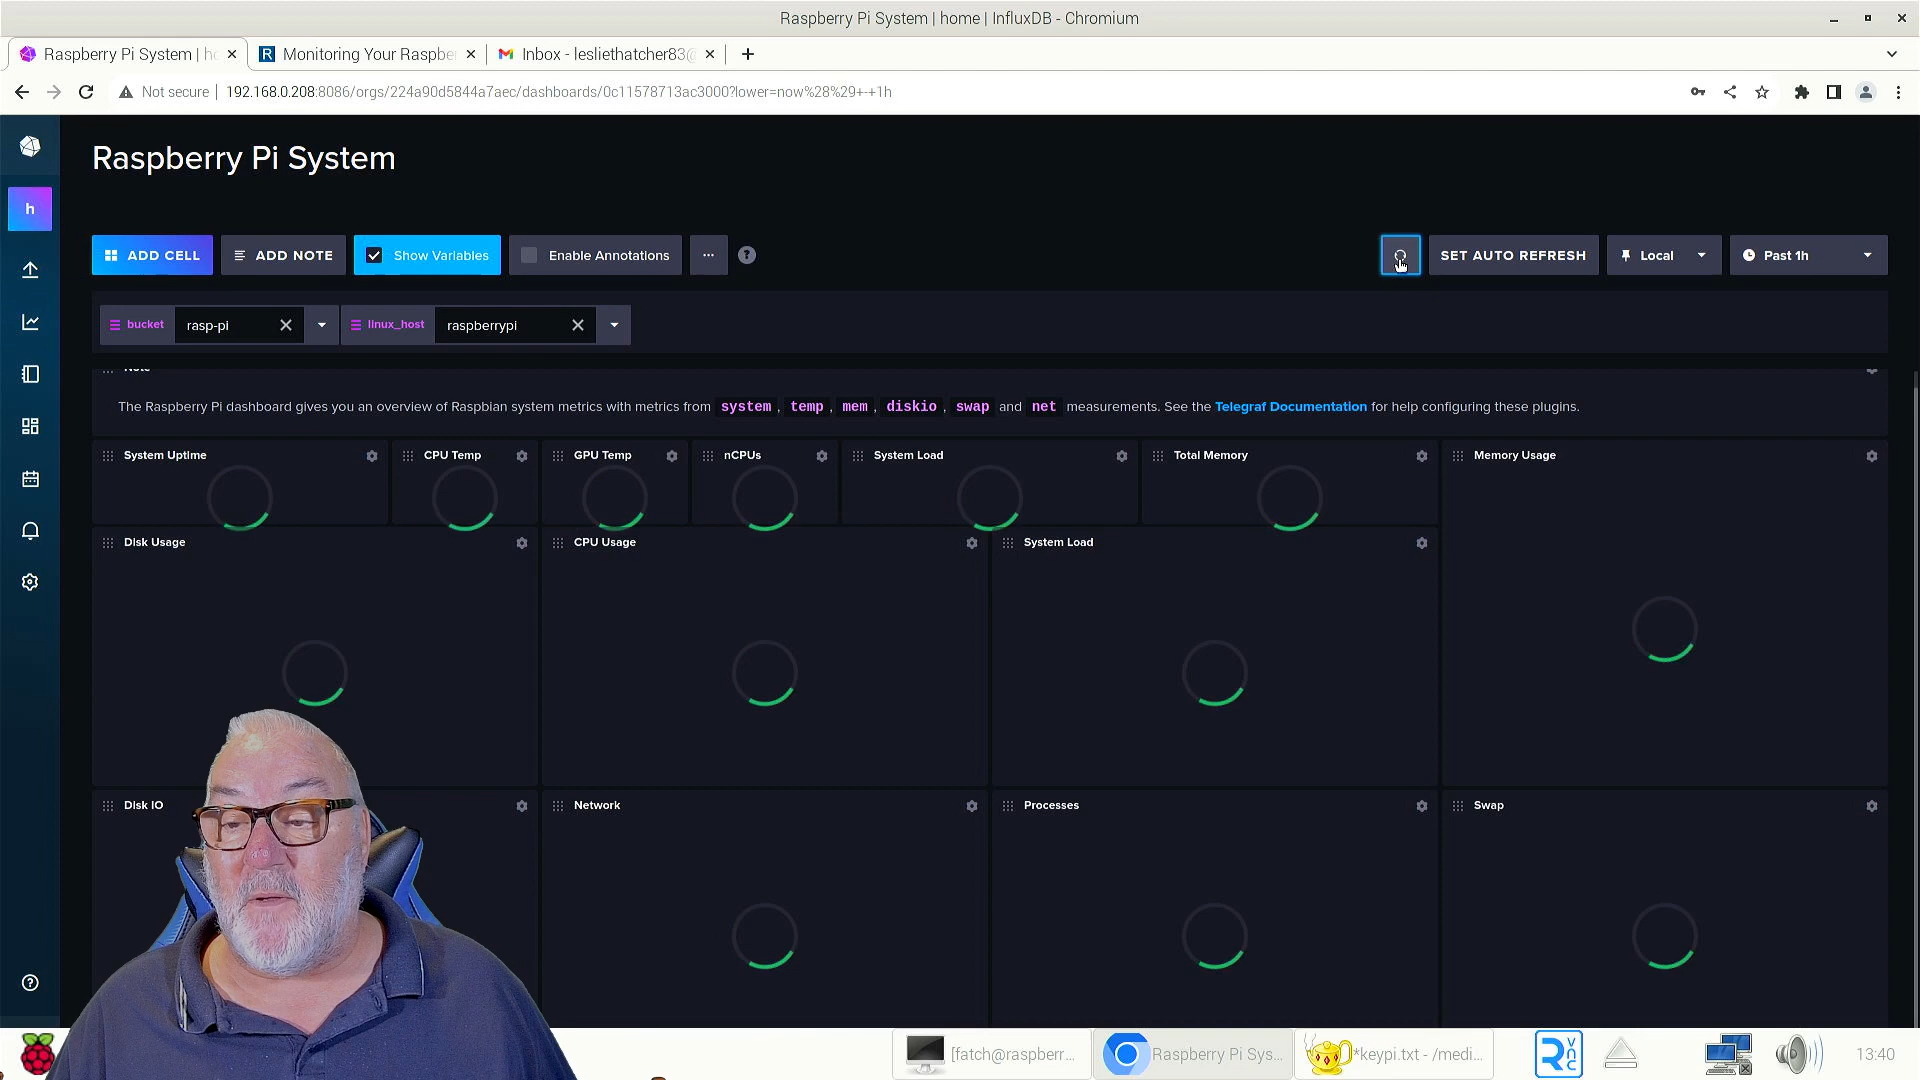 Raspberry Pi System | home | InfluxDB - Chromium
Raspberry Pi System | ho
Monitoring Your Raspber
Inbox - lesliethatcher83@
Not secure
192.168.0.208:8086/orgs/224a90d5844a7aec/dashboards/0c11578713ac3000?lower=now%28%29+-+1h
Raspberry Pi System
h
ADD CELL
ADD NOTE
Show Variables
Enable Annotations
...
?
SET AUTO REFRESH
Local
Past 1h
bucket
rasp-pi
linux_host
raspberrypi
Note
The Raspberry Pi dashboard gives you an overview of Raspbian system metrics with metrics from system, temp, mem, diskio, swap and net measurements. See the Telegraf Documentation for help configuring these plugins.
System Uptime
CPU Temp
GPU Temp
nCPUs
System Load
Total Memory
Memory Usage
Disk Usage
CPU Usage
System Load
Disk IO
Network
Processes
Swap
[fatch@raspberr...
Raspberry Pi Sys...
*keypi.txt - /medi...
VNC
13:40